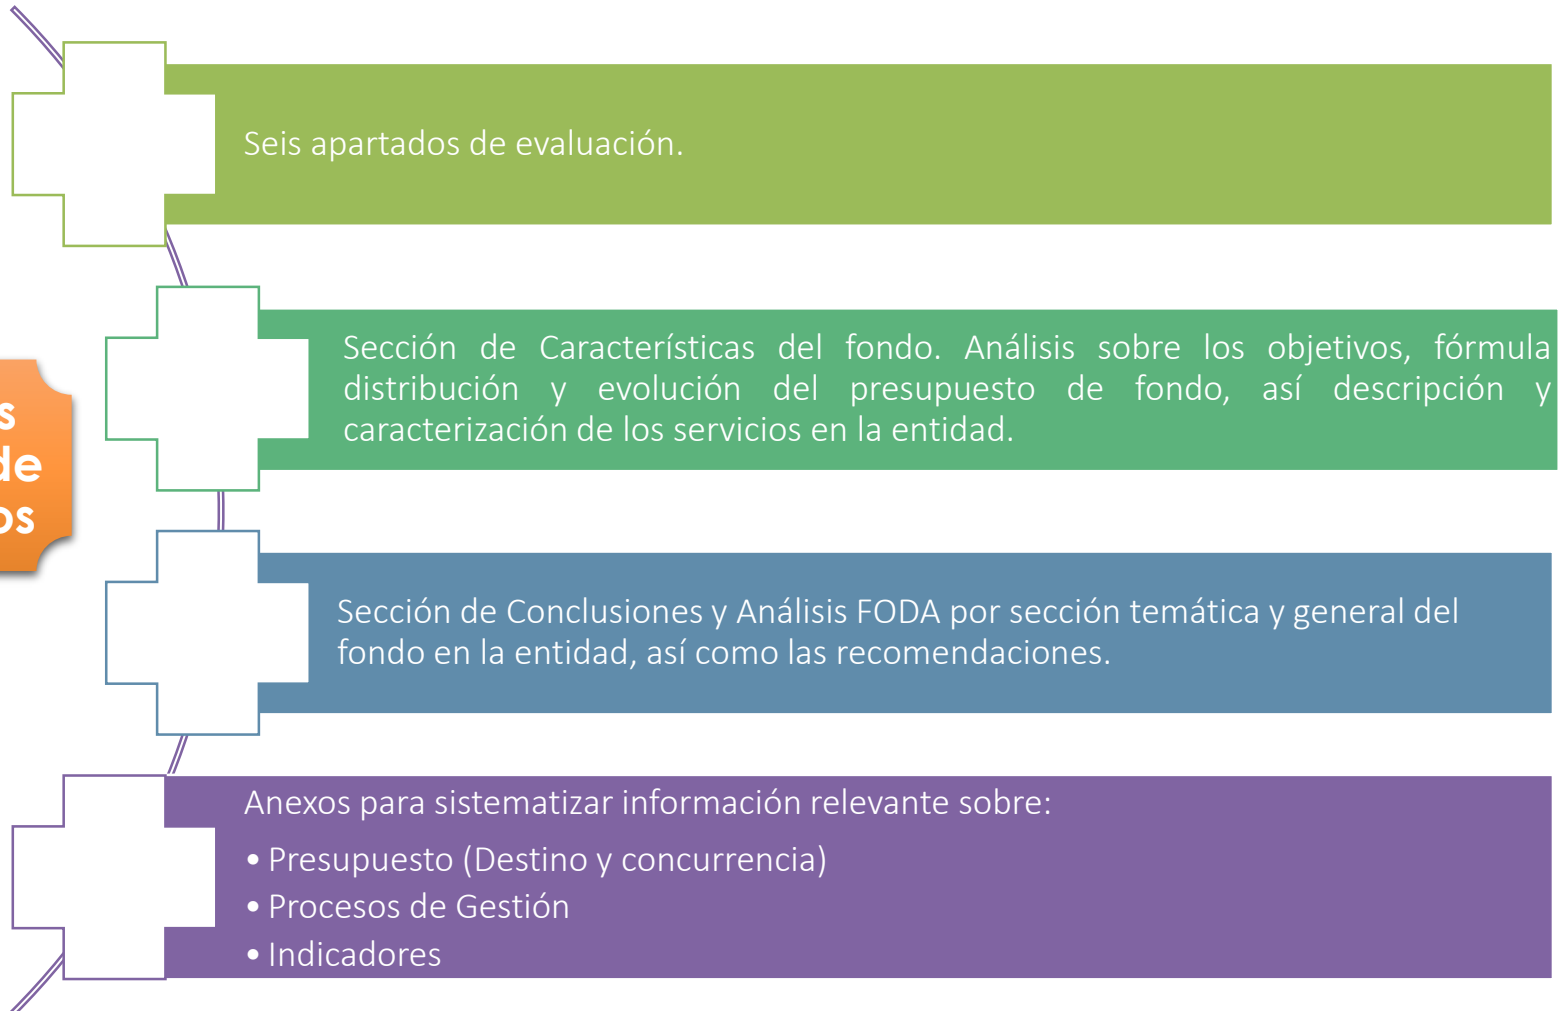 Seis apartados de evaluación.
Sección de Características del fondo. Análisis sobre los objetivos, fórmula
distribución y evolución del presupuesto de fondo, así descripción y
caracterización de los servicios en la entidad.
de
Sección de Conclusiones y Análisis FODA por sección temática y general del
fondo en la entidad, así como las recomendaciones.
Anexos para sistematizar información relevante sobre:
• Presupuesto (Destino y concurrencia)
• Procesos de Gestión
• Indicadores